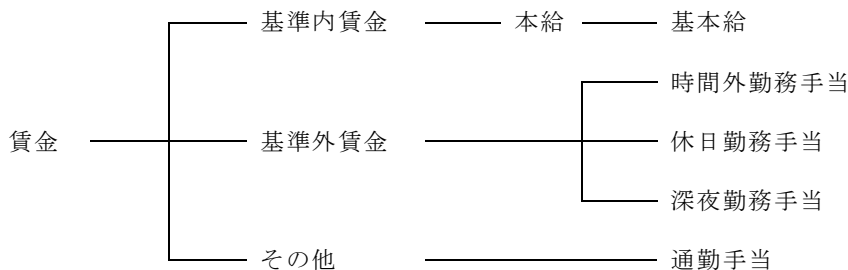 基準内賃金 本給 基本給
時間外勤務手当
賃金 基準外賃金 休日勤務手当
深夜勤務手当
その他 通勤手当